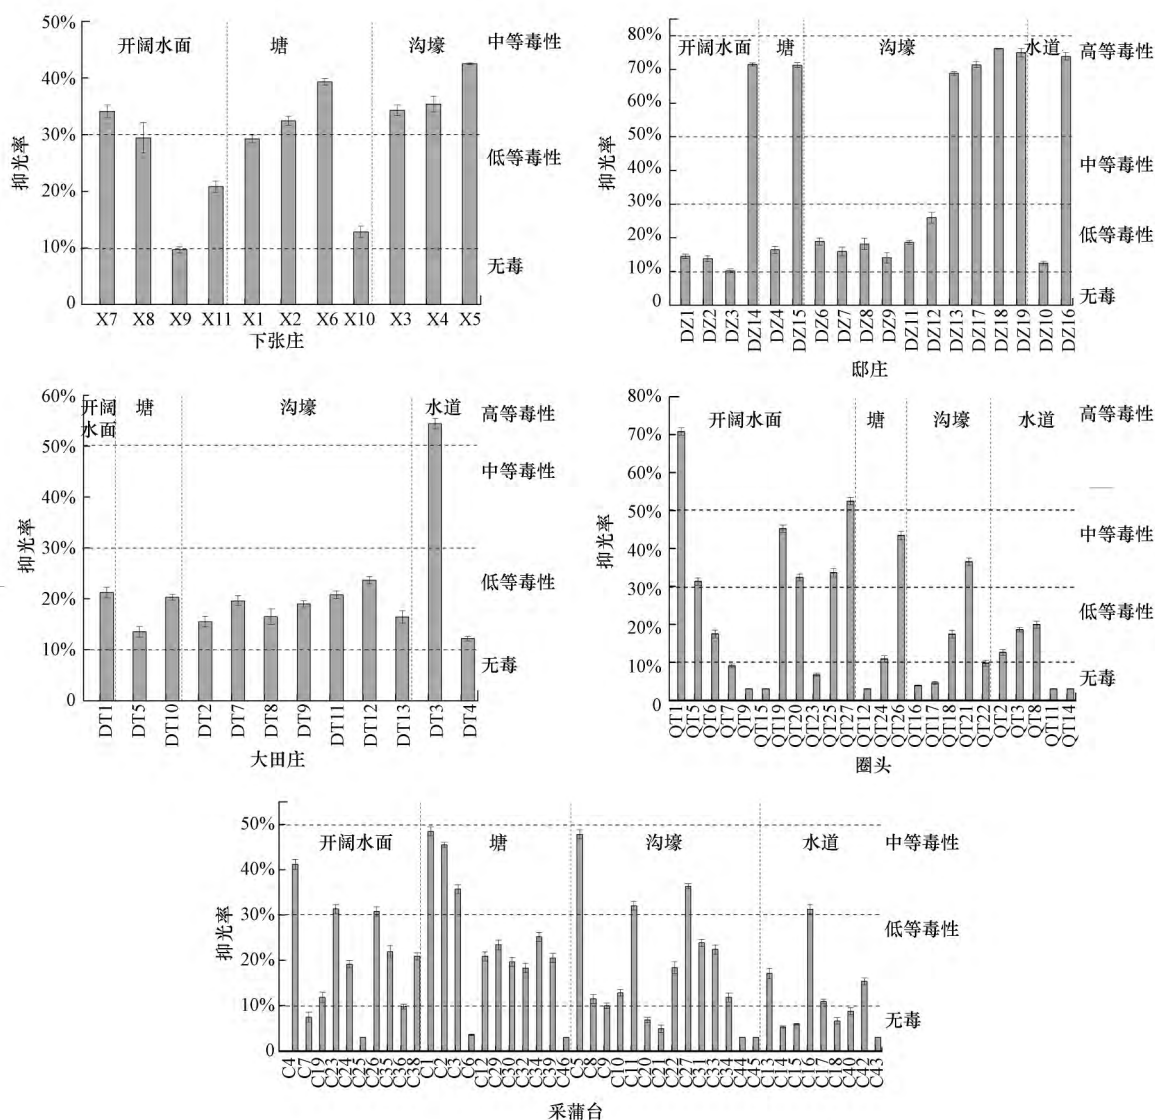 50%
40%
30%
20%
10%
0
抑光率
开阔水面 塘 沟壕
中等毒性
低等毒性
无毒
X7 X8 X9 X11 X1 X2 X6 X10 X3 X4 X5
下张庄
80%
70%
60%
50%
40%
30%
20%
10%
0
抑光率
开阔水面 塘 沟壕 水道
高等毒性
中等毒性
低等毒性
无毒
DZ1 DZ2 DZ3 DZ14 DZ4 DZ15 DZ6 DZ7 DZ8 DZ9 DZ11 DZ12 DZ13 DZ17 DZ18 DZ19 DZ10 DZ16
邸庄
60%
50%
40%
30%
20%
10%
0
抑光率
开阔
水面
塘 沟壕 水道
高等毒性
中等毒性
低等毒性
无毒
DT1 DT5 DT10 DT2 DT7 DT8 DT9 DT11 DT12 DT13 DT3 DT4
大田庄
80%
70%
60%
50%
40%
30%
20%
10%
0
抑光率
开阔水面 塘 沟壕 水道
高等毒性
中等毒性
低等毒性
无毒
QT1 QT5 QT6 QT7 QT9 QT15 QT19 QT20 QT23 QT25 QT27 QT12 QT24 QT26 QT16 QT17 QT18 QT21 QT22 QT2 QT3 QT8 QT11 QT14
圈头
50%
40%
30%
20%
10%
0
抑光率
开阔水面 塘 沟壕 水道
中等毒性
低等毒性
无毒
C4 C7 C19 C23 C24 C25 C26 C35 C36 C38 C1 C2 C3 C6 C12 C29 C30 C32 C34 C39 C46 C5 C8 C9 C10 C11 C20 C21 C22 C27 C31 C33 C34 C44 C45 C13 C14 C15 C16 C17 C18 C40 C42 C43
采蒲台